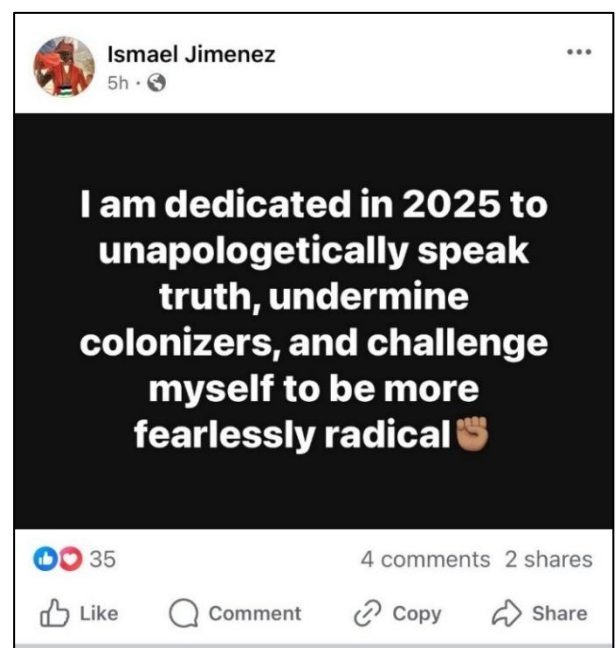 Ismael Jimenez
5h ·
I am dedicated in 2025 to
unapologetically speak
truth, undermine
colonizers, and challenge
myself to be more
fearlessly radical✊🏽
35
4 comments 2 shares
Like Comment Copy Share